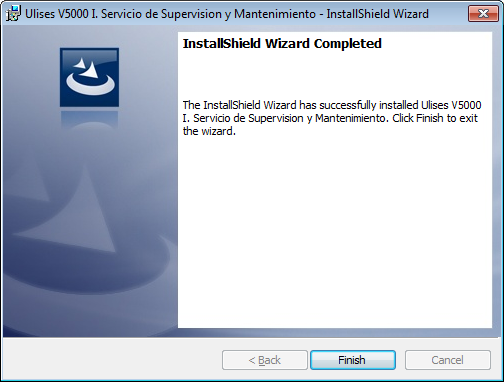 Ulises V5000 I. Servicio de Supervision y Mantenimiento - InstallShield Wizard
InstallShield Wizard Completed
The InstallShield Wizard has successfully installed Ulises V5000
I. Servicio de Supervision y Mantenimiento. Click Finish to exit
the wizard.
< Back
Finish
Cancel